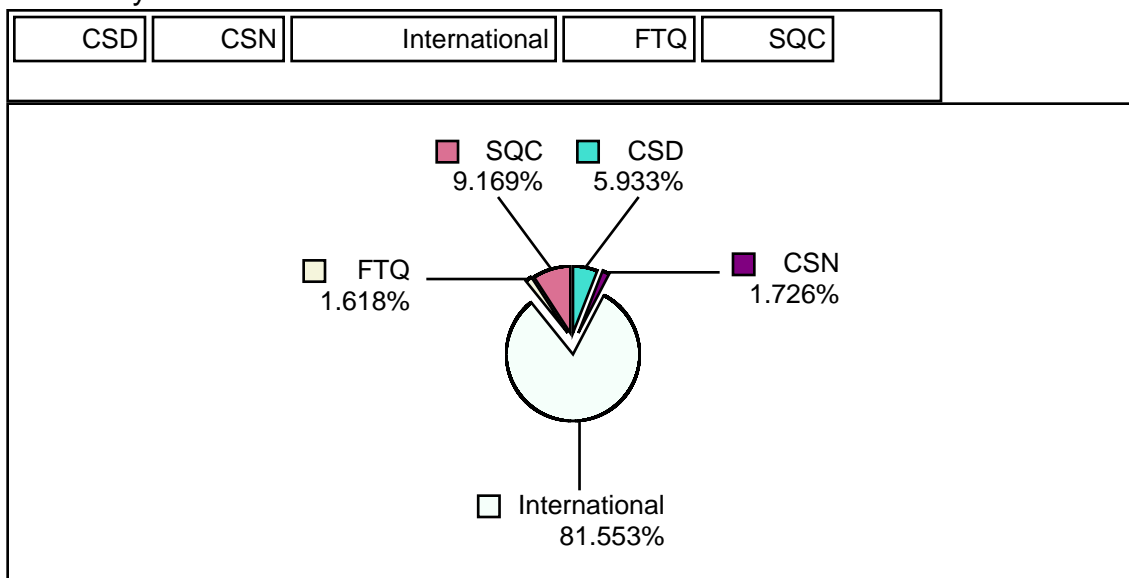 CSD CSN International FTQ SQC
SQC CSD
9.169% 5.933%
FTQ CSN
1.618% 1.726%
International
81.553%